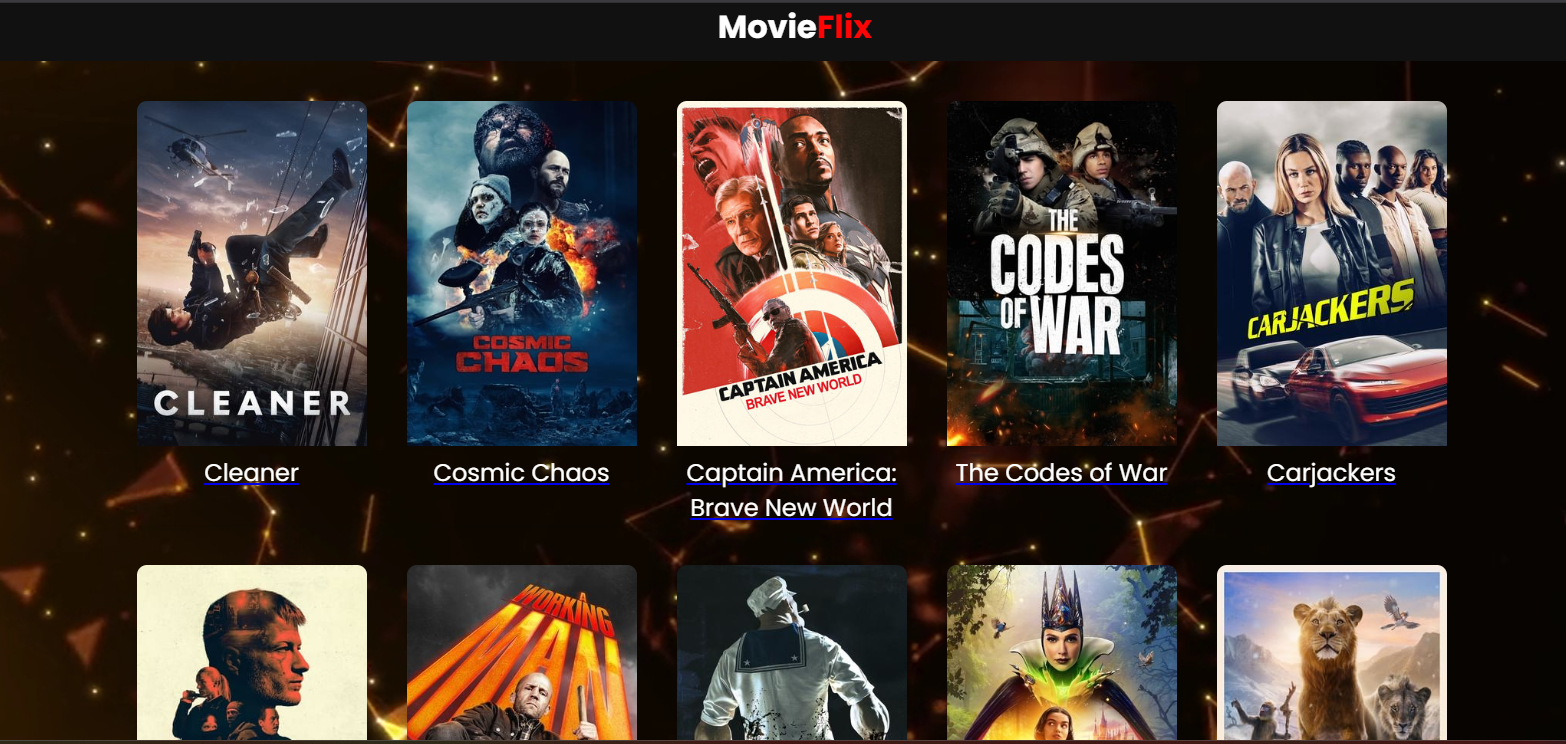 MovieFlix
CLEANER
COSMIC
CHAOS
CAPTAIN AMERICA
BRAVE NEW WORLD
THE
CODES
OF WAR
CARJACKERS
Cleaner
Cosmic Chaos
Captain America:
Brave New World
The Codes of War
Carjackers
A
WORKING
MAN